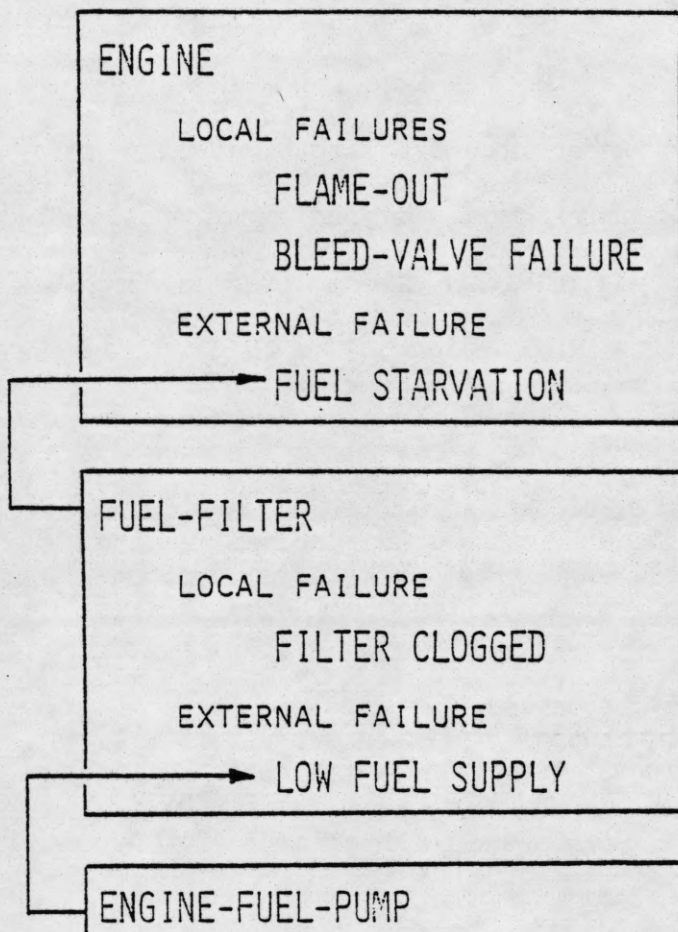 ENGINE
LOCAL FAILURES
FLAME-OUT
BLEED-VALVE FAILURE
EXTERNAL FAILURE
FUEL STARVATION
FUEL-FILTER
LOCAL FAILURE
FILTER CLOGGED
EXTERNAL FAILURE
LOW FUEL SUPPLY
ENGINE-FUEL-PUMP